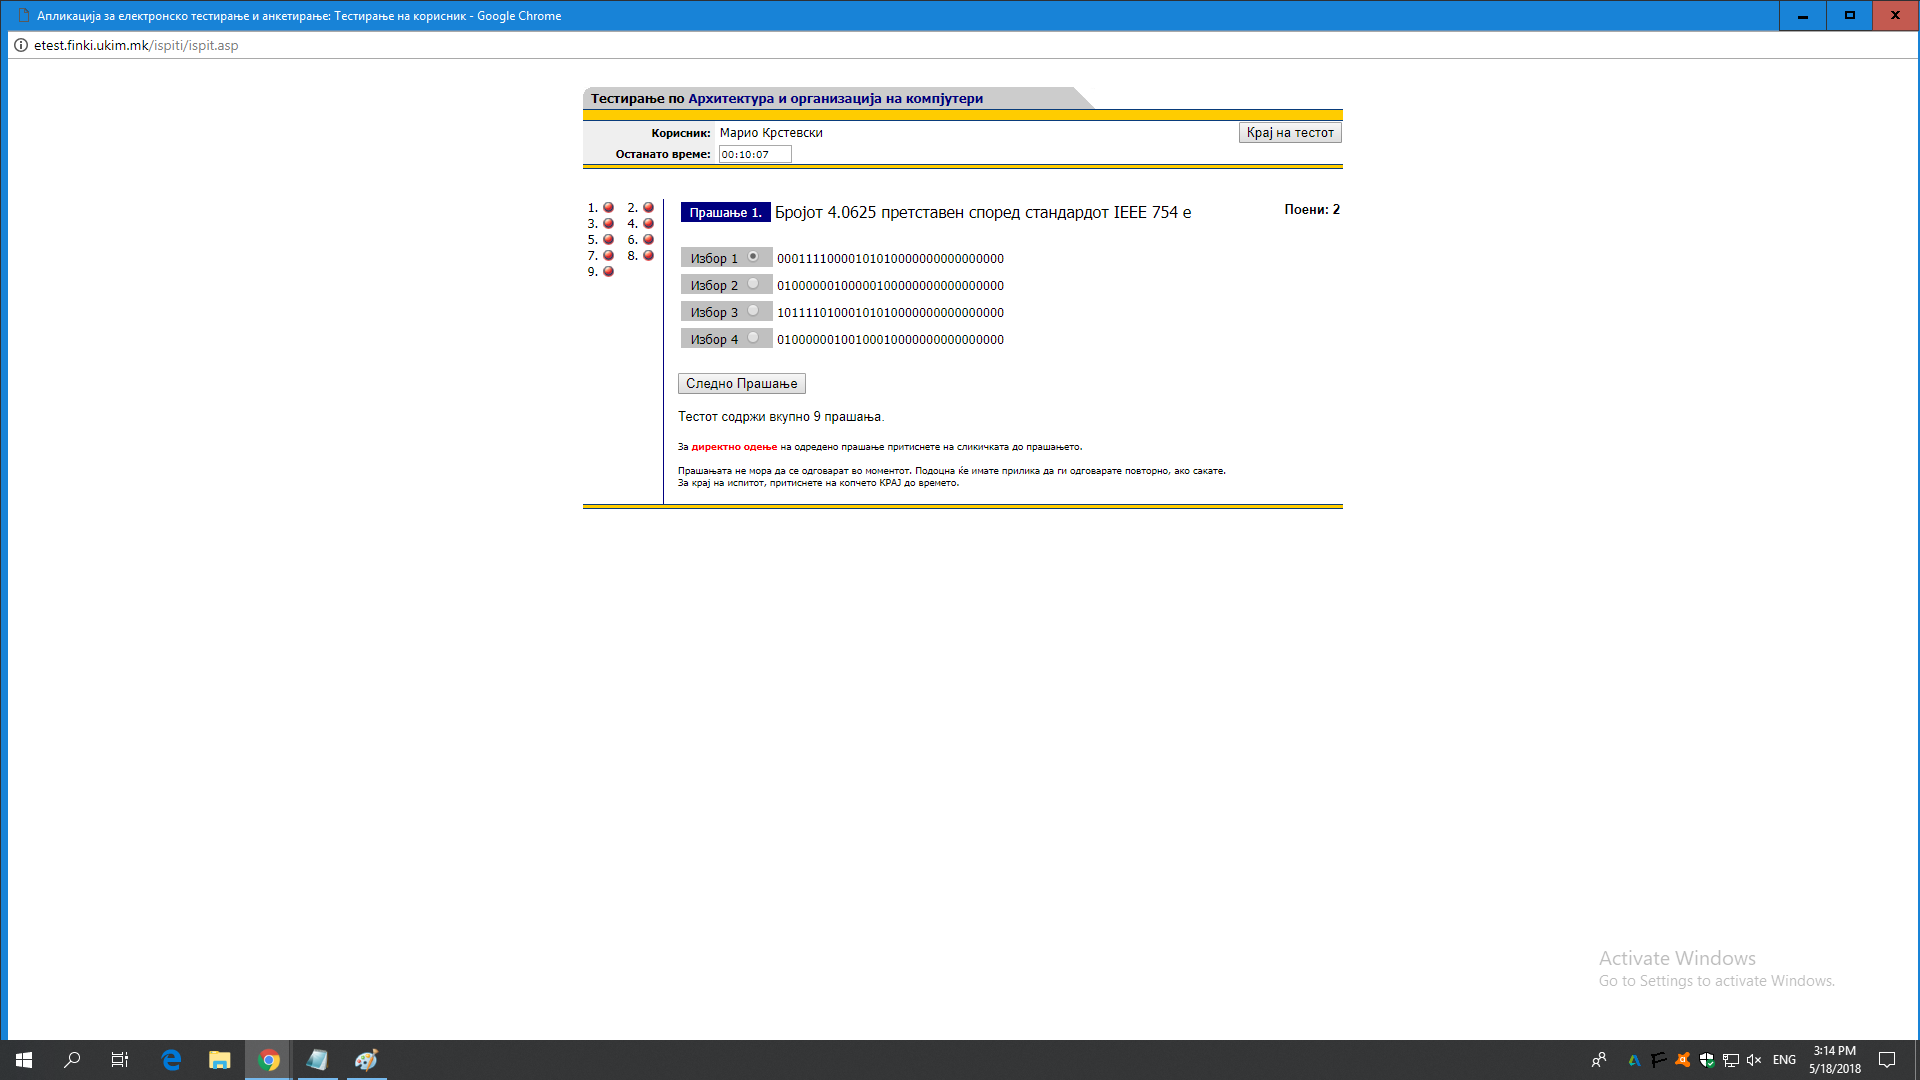 Апликација за електронско тестирање и анкетирање: Тестирање на корисник - Google Chrome
etest.finki.ukim.mk/ispiti/ispit.asp
Тестирање по Архитектура и организација на компјутери
Корисник: Марио Крстевски
Крај на тестот
Останато време: 00:10:07
1. 2.
3. 4.
5. 6.
7. 8.
9.
Прашање 1. Бројот 4.0625 претставен според стандардот IEEE 754 е
Поени: 2
Избор 1 00011110000101010000000000000000
Избор 2 01000000100000100000000000000000
Избор 3 10111101000101010000000000000000
Избор 4 01000000100100010000000000000000
Следно Прашање
Тестот содржи вкупно 9 прашања.
За директно одење на одредено прашање притиснете на сликичката до прашањето.
Прашањата не мора да се одговарат во моментот. Подоцна ќе имате прилика да ги одговарате повторно, ако сакате.
За крај на испитот, притиснете на копчето КРАЈ до времето.
Activate Windows
Go to Settings to activate Windows.
ENG
3:14 PM
5/18/2018